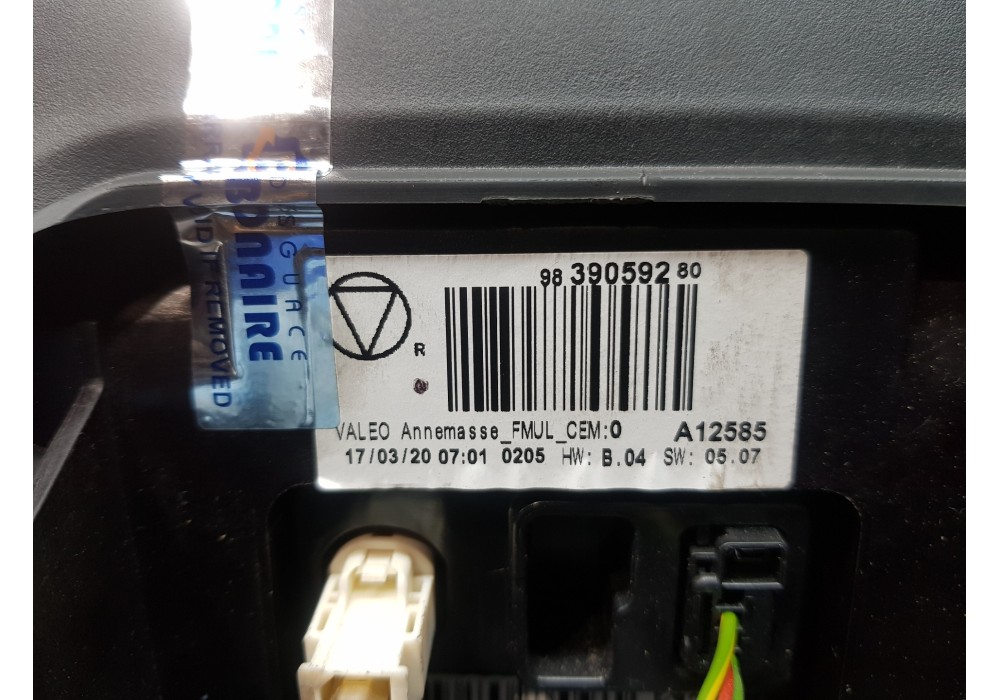 98 390592 80
R
VALEO Annemasse_FMUL_CEM:0 A12585
17/03/20 07:01 0205 HW: B.04 SW: 05.07
GUACE
BONAIRE
REMOVED